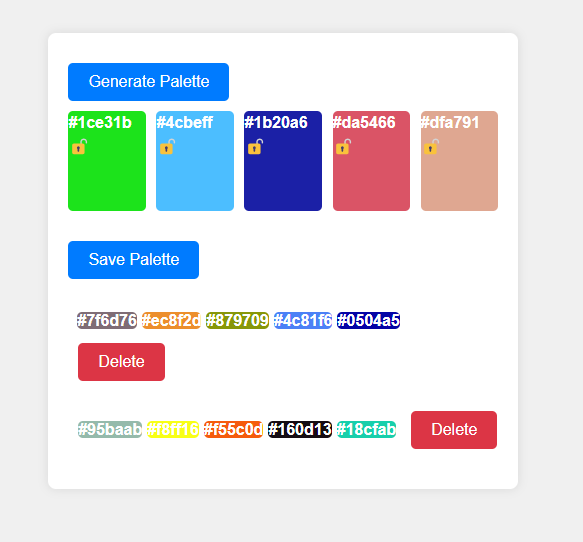 Generate Palette
#1ce31b #4cbeff #1b20a6 #da5466 #dfa791
Save Palette
#7f6d76 #ec8f2d #879709 #4c81f6 #0504a5
Delete
#95baab #f8ff16 #f55c0d #160d13 #18cfab Delete